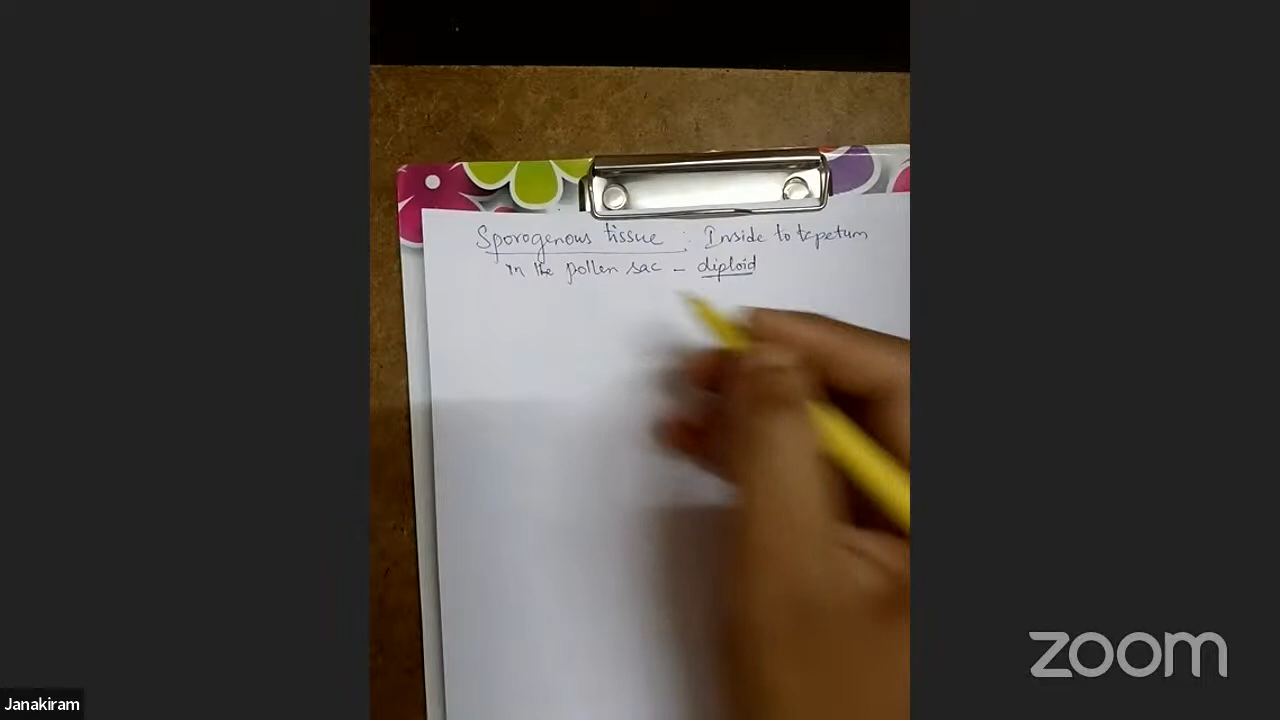 Sporogenous tissue : Inside to tapetum
in the pollen sac – diploid
zoom
Janakiram